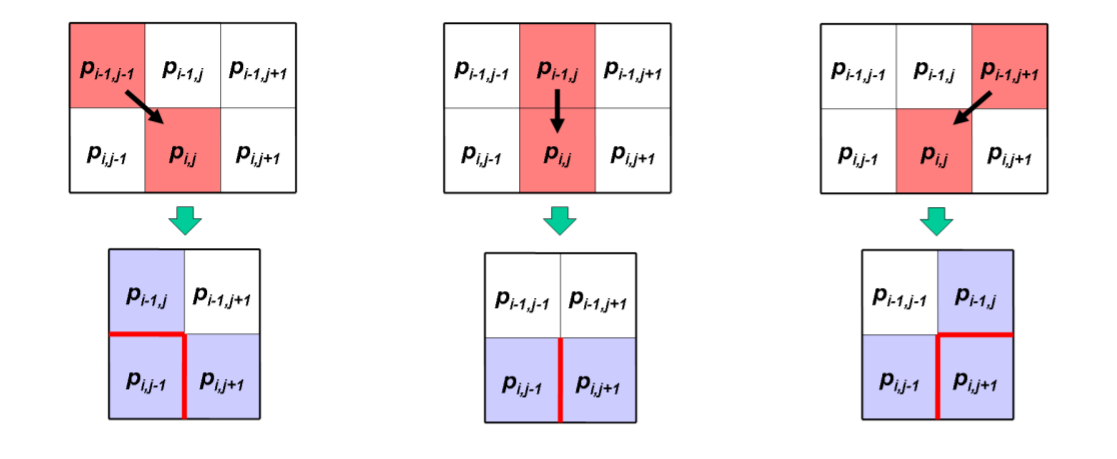 p_{i-1,j-1} p_{i-1,j} p_{i-1,j+1} p_{i-1,j-1} p_{i-1,j} p_{i-1,j+1} p_{i-1,j-1} p_{i-1,j} p_{i-1,j+1}
p_{i,j-1} p_{i,j} p_{i,j+1} p_{i,j-1} p_{i,j} p_{i,j+1} p_{i,j-1} p_{i,j} p_{i,j+1}
p_{i-1,j} p_{i-1,j+1} p_{i-1,j-1} p_{i-1,j+1} p_{i-1,j-1} p_{i-1,j}
p_{i,j-1} p_{i,j+1} p_{i,j-1} p_{i,j+1} p_{i,j-1} p_{i,j+1}